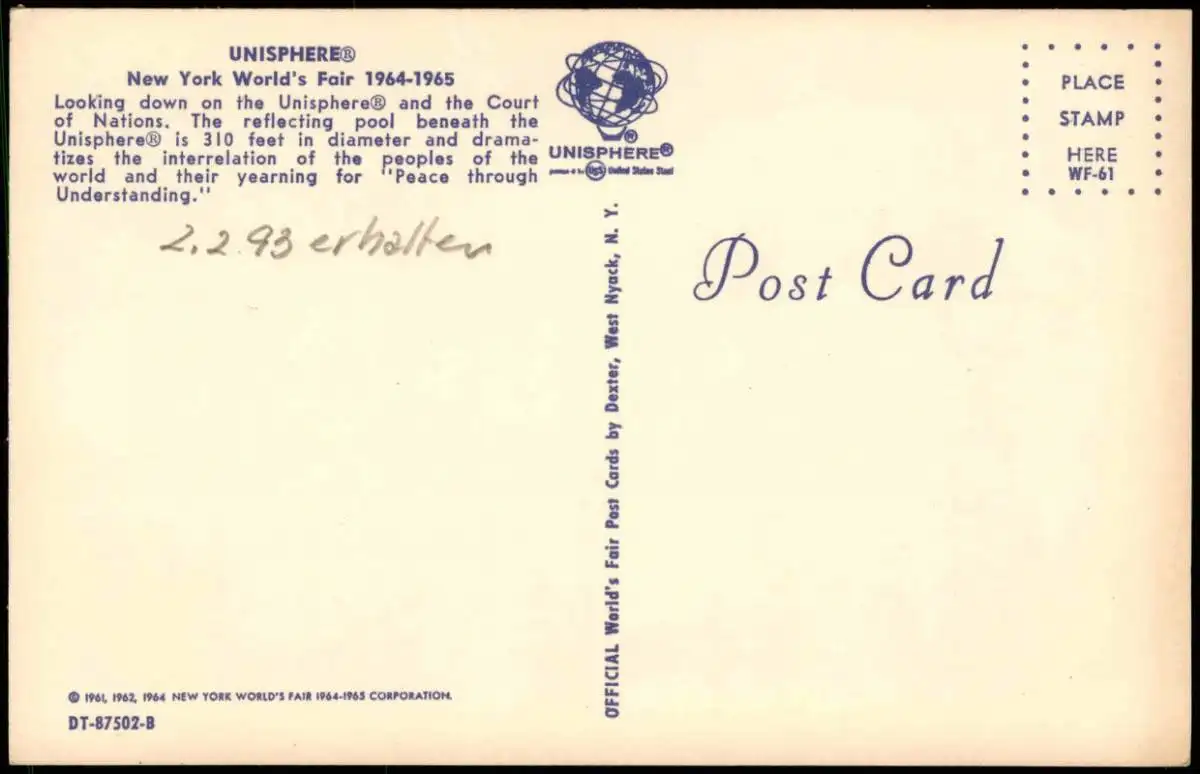 UNISPHERE®
New York World's Fair 1964-1965
Looking down on the Unisphere® and the Court
of Nations. The reflecting pool beneath the
Unisphere® is 310 feet in diameter and drama-
tizes the interrelation of the peoples of the
world and their yearning for "Peace through
Understanding."
2.2.93 erhalten
© 1961, 1962, 1964 NEW YORK WORLD'S FAIR 1964-1965 CORPORATION.
DT-87502-B
®
UNISPHERE®
USS United States Steel
OFFICIAL World's Fair Post Cards by Dexter, West Nyack, N. Y.
Post Card
PLACE
STAMP
HERE
WF-61